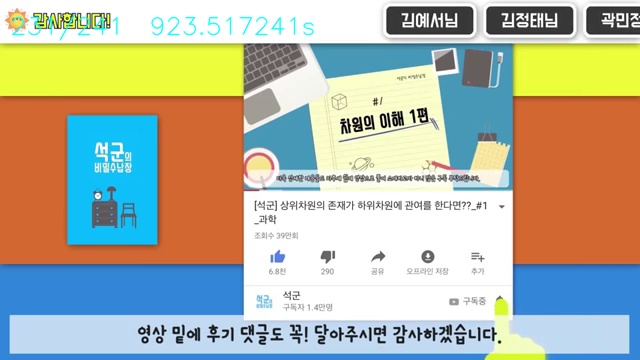 감사합니다!
231/241 923.517241s
김예서님
김정태님
석군의
비밀수납장
#1
차원의 이해 1편
[석군] 상위차원의 존재가 하위차원에 관여를 한다면??_#1
_과학
조회수 39만회
6.8천
290
공유
오프라인 저장
추가
석군의
석군
구독자 1.4만명
구독중
영상 밑에 후기 댓글도 꼭! 달아주시면 감사하겠습니다.